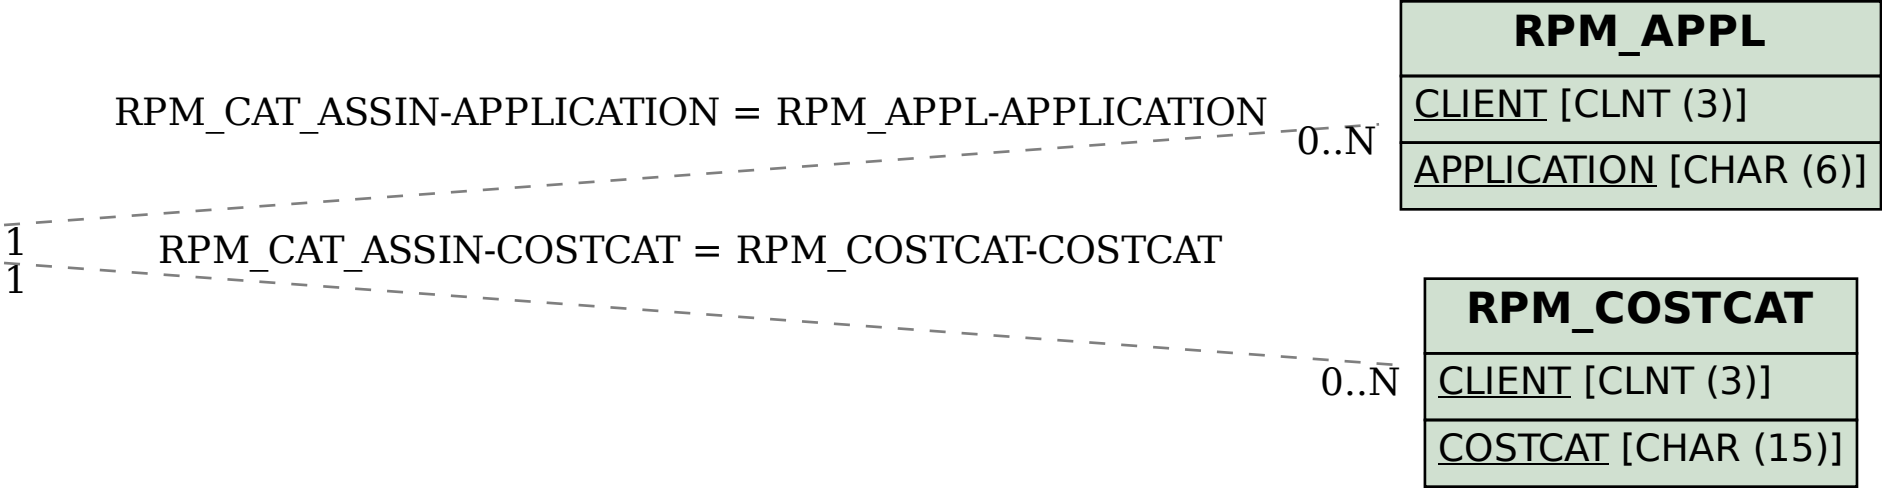 RPM_APPL
CLIENT [CLNT (3)]
APPLICATION [CHAR (6)]
RPM_CAT_ASSIN-APPLICATION = RPM_APPL-APPLICATION
0..N
1
RPM_CAT_ASSIN-COSTCAT = RPM_COSTCAT-COSTCAT
1
0..N
RPM_COSTCAT
CLIENT [CLNT (3)]
COSTCAT [CHAR (15)]